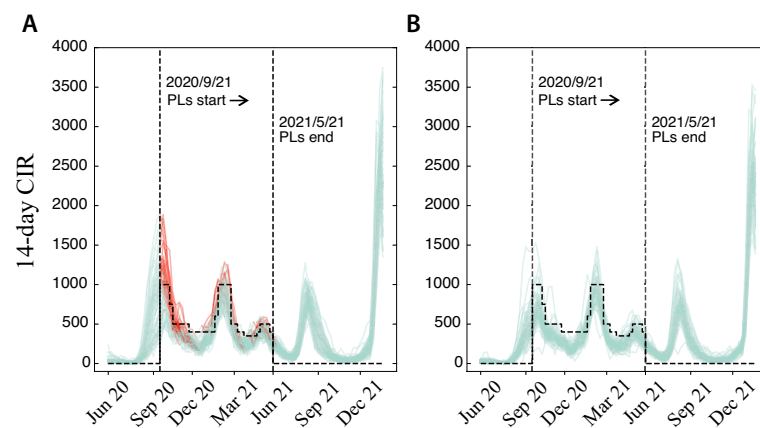 A
B
14-day CIR
4000
3500
3000
2500
2000
1500
1000
500
0
2020/9/21
PLs start →
2021/5/21
PLs end
Jun 20
Sep 20
Dec 20
Mar 21
Jun 21
Sep 21
Dec 21
4000
3500
3000
2500
2000
1500
1000
500
0
2020/9/21
PLs start →
2021/5/21
PLs end
Jun 20
Sep 20
Dec 20
Mar 21
Jun 21
Sep 21
Dec 21